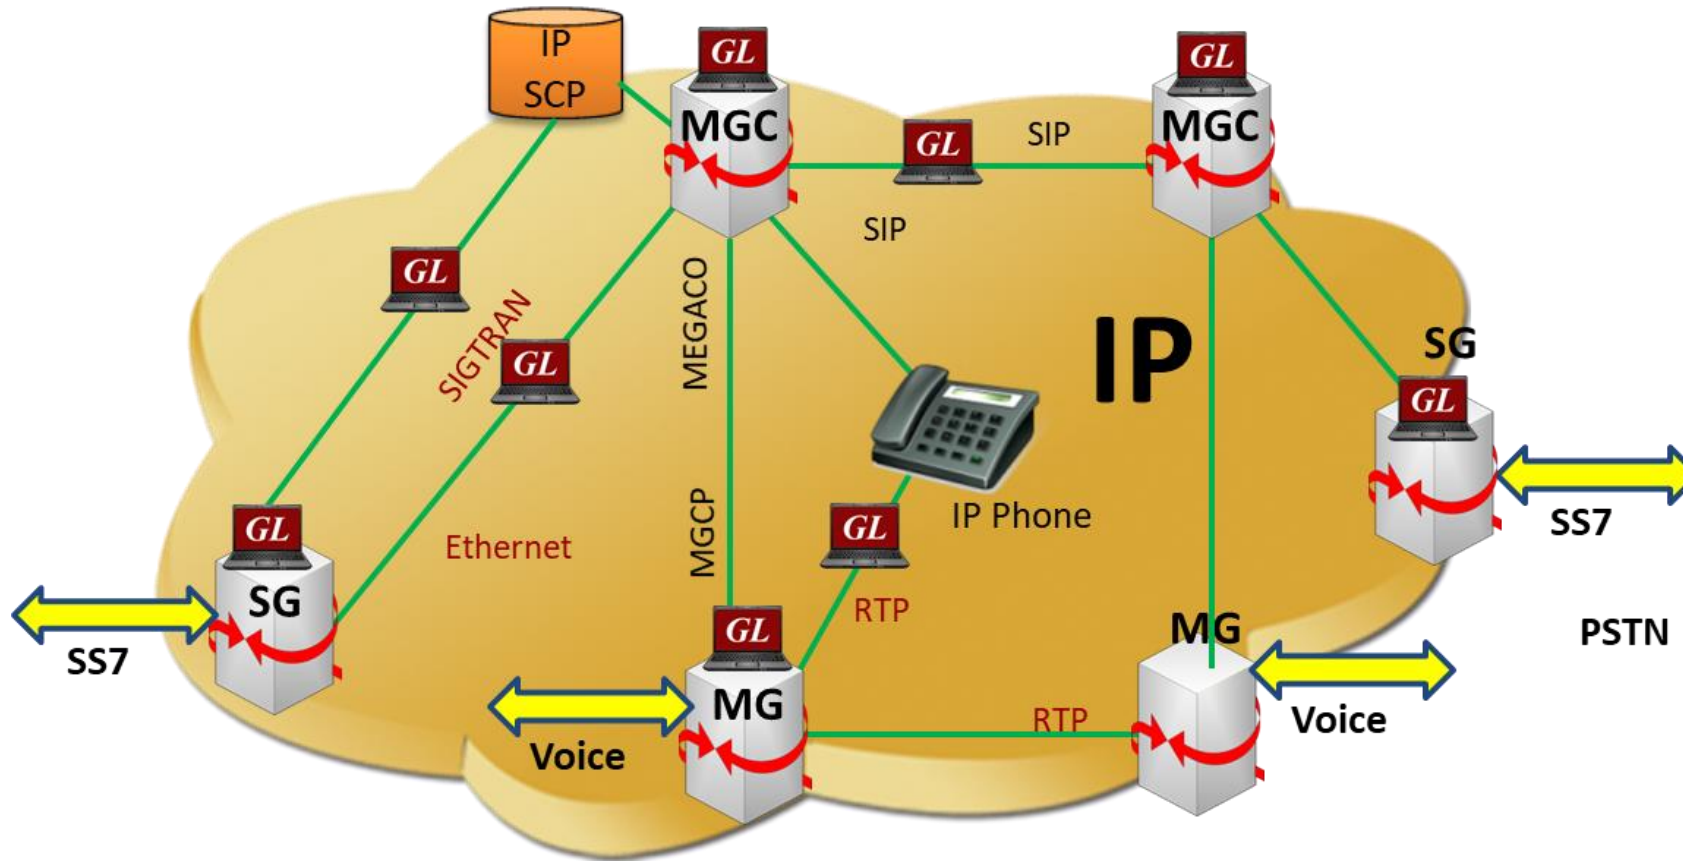 IP
SCP
GL
MGC
GL
MGC
GL
SIP
SIP
GL
SIGTRAN
GL
MEGACO
IP
SG
GL
SS7
MGCP
IP Phone
GL
Ethernet
GL
SG
SS7
RTP
GL
MG
Voice
MG
PSTN
Voice
RTP